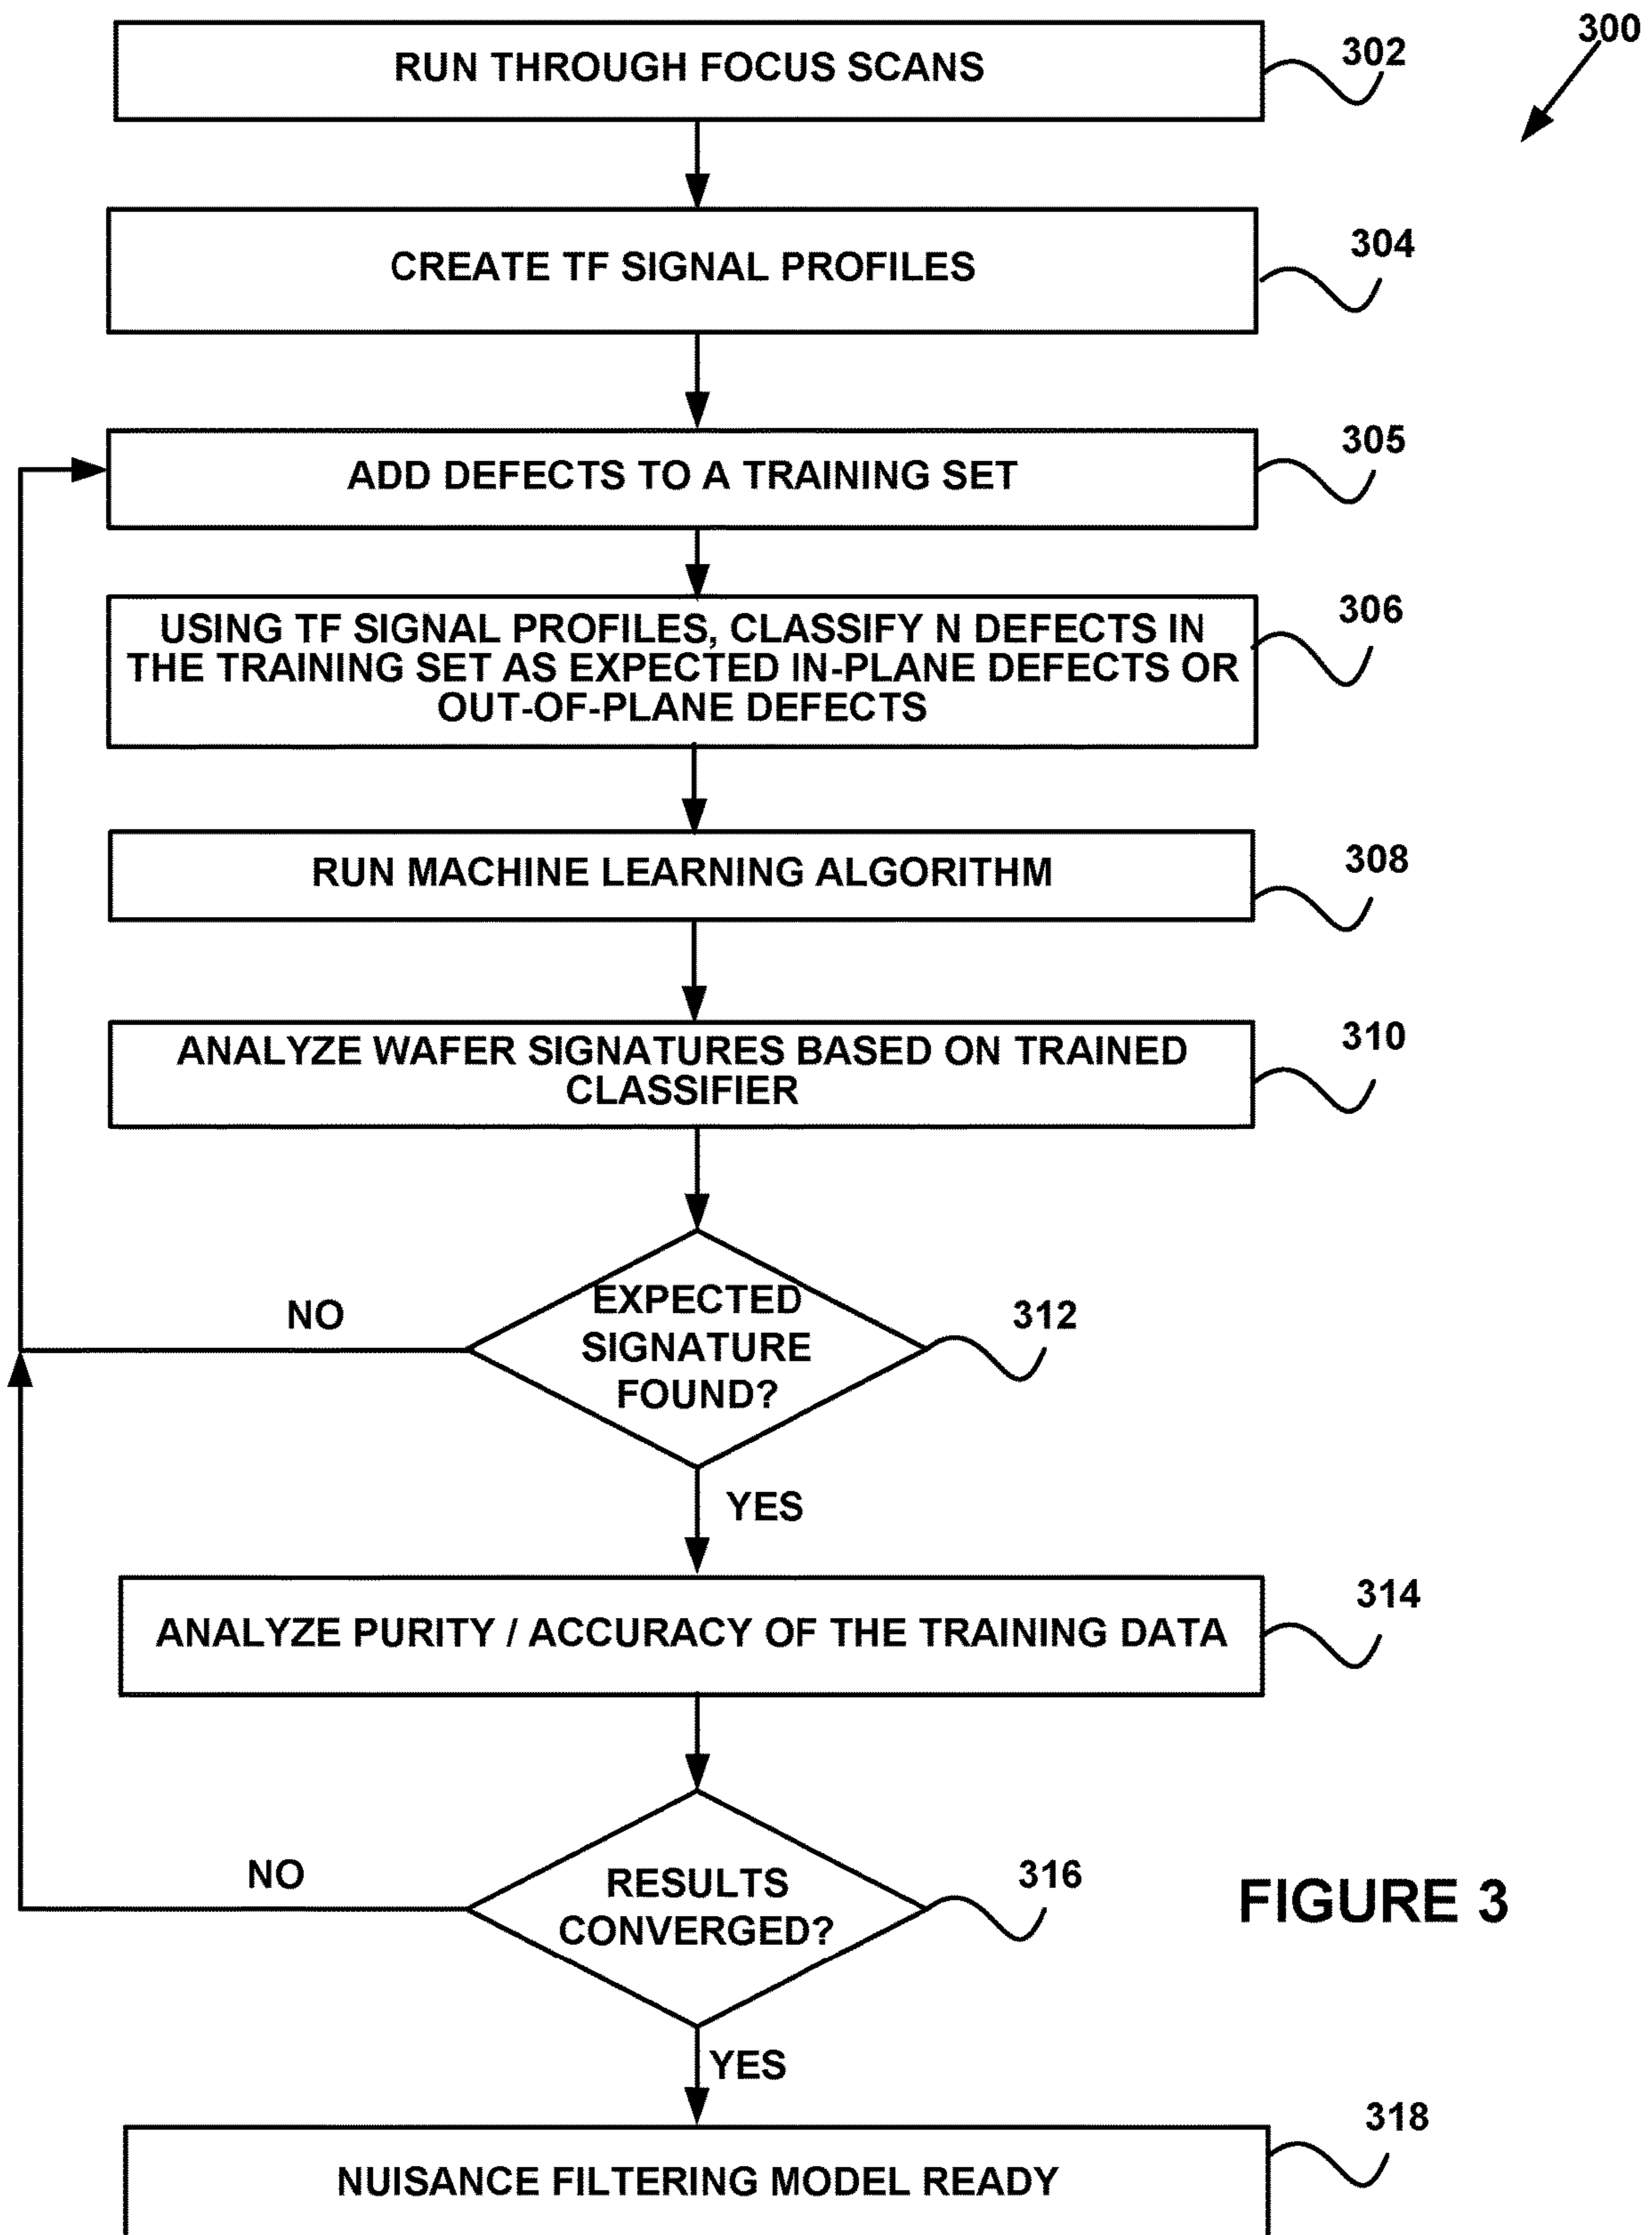 300
RUN THROUGH FOCUS SCANS
302
CREATE TF SIGNAL PROFILES
304
ADD DEFECTS TO A TRAINING SET
305
USING TF SIGNAL PROFILES, CLASSIFY N DEFECTS IN
THE TRAINING SET AS EXPECTED IN-PLANE DEFECTS OR
OUT-OF-PLANE DEFECTS
306
RUN MACHINE LEARNING ALGORITHM
308
ANALYZE WAFER SIGNATURES BASED ON TRAINED
CLASSIFIER
310
EXPECTED
SIGNATURE
FOUND?
312
NO
YES
ANALYZE PURITY / ACCURACY OF THE TRAINING DATA
314
RESULTS
CONVERGED?
316
NO
YES
FIGURE 3
NUISANCE FILTERING MODEL READY
318